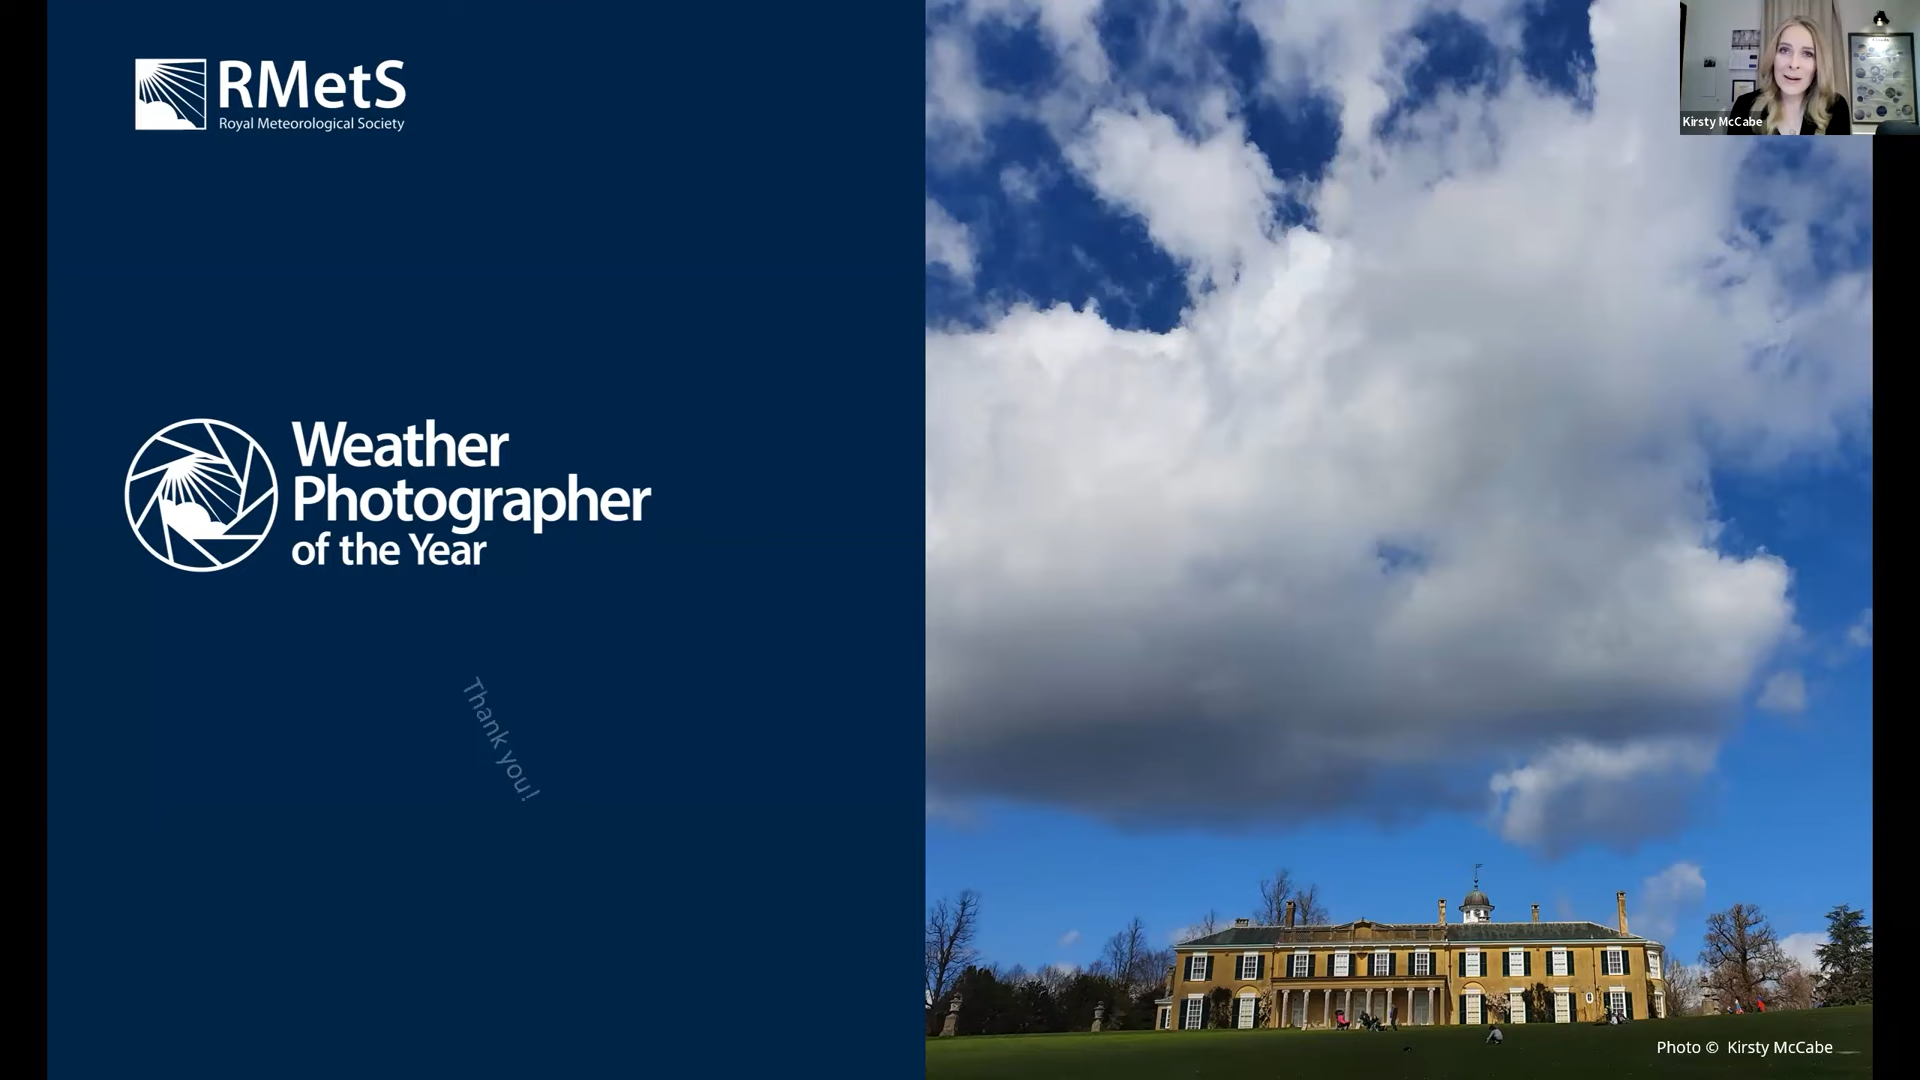 RMetS
Royal Meteorological Society
Kirsty McCabe
Weather
Photographer
of the Year
Thank you!
Photo © Kirsty McCabe